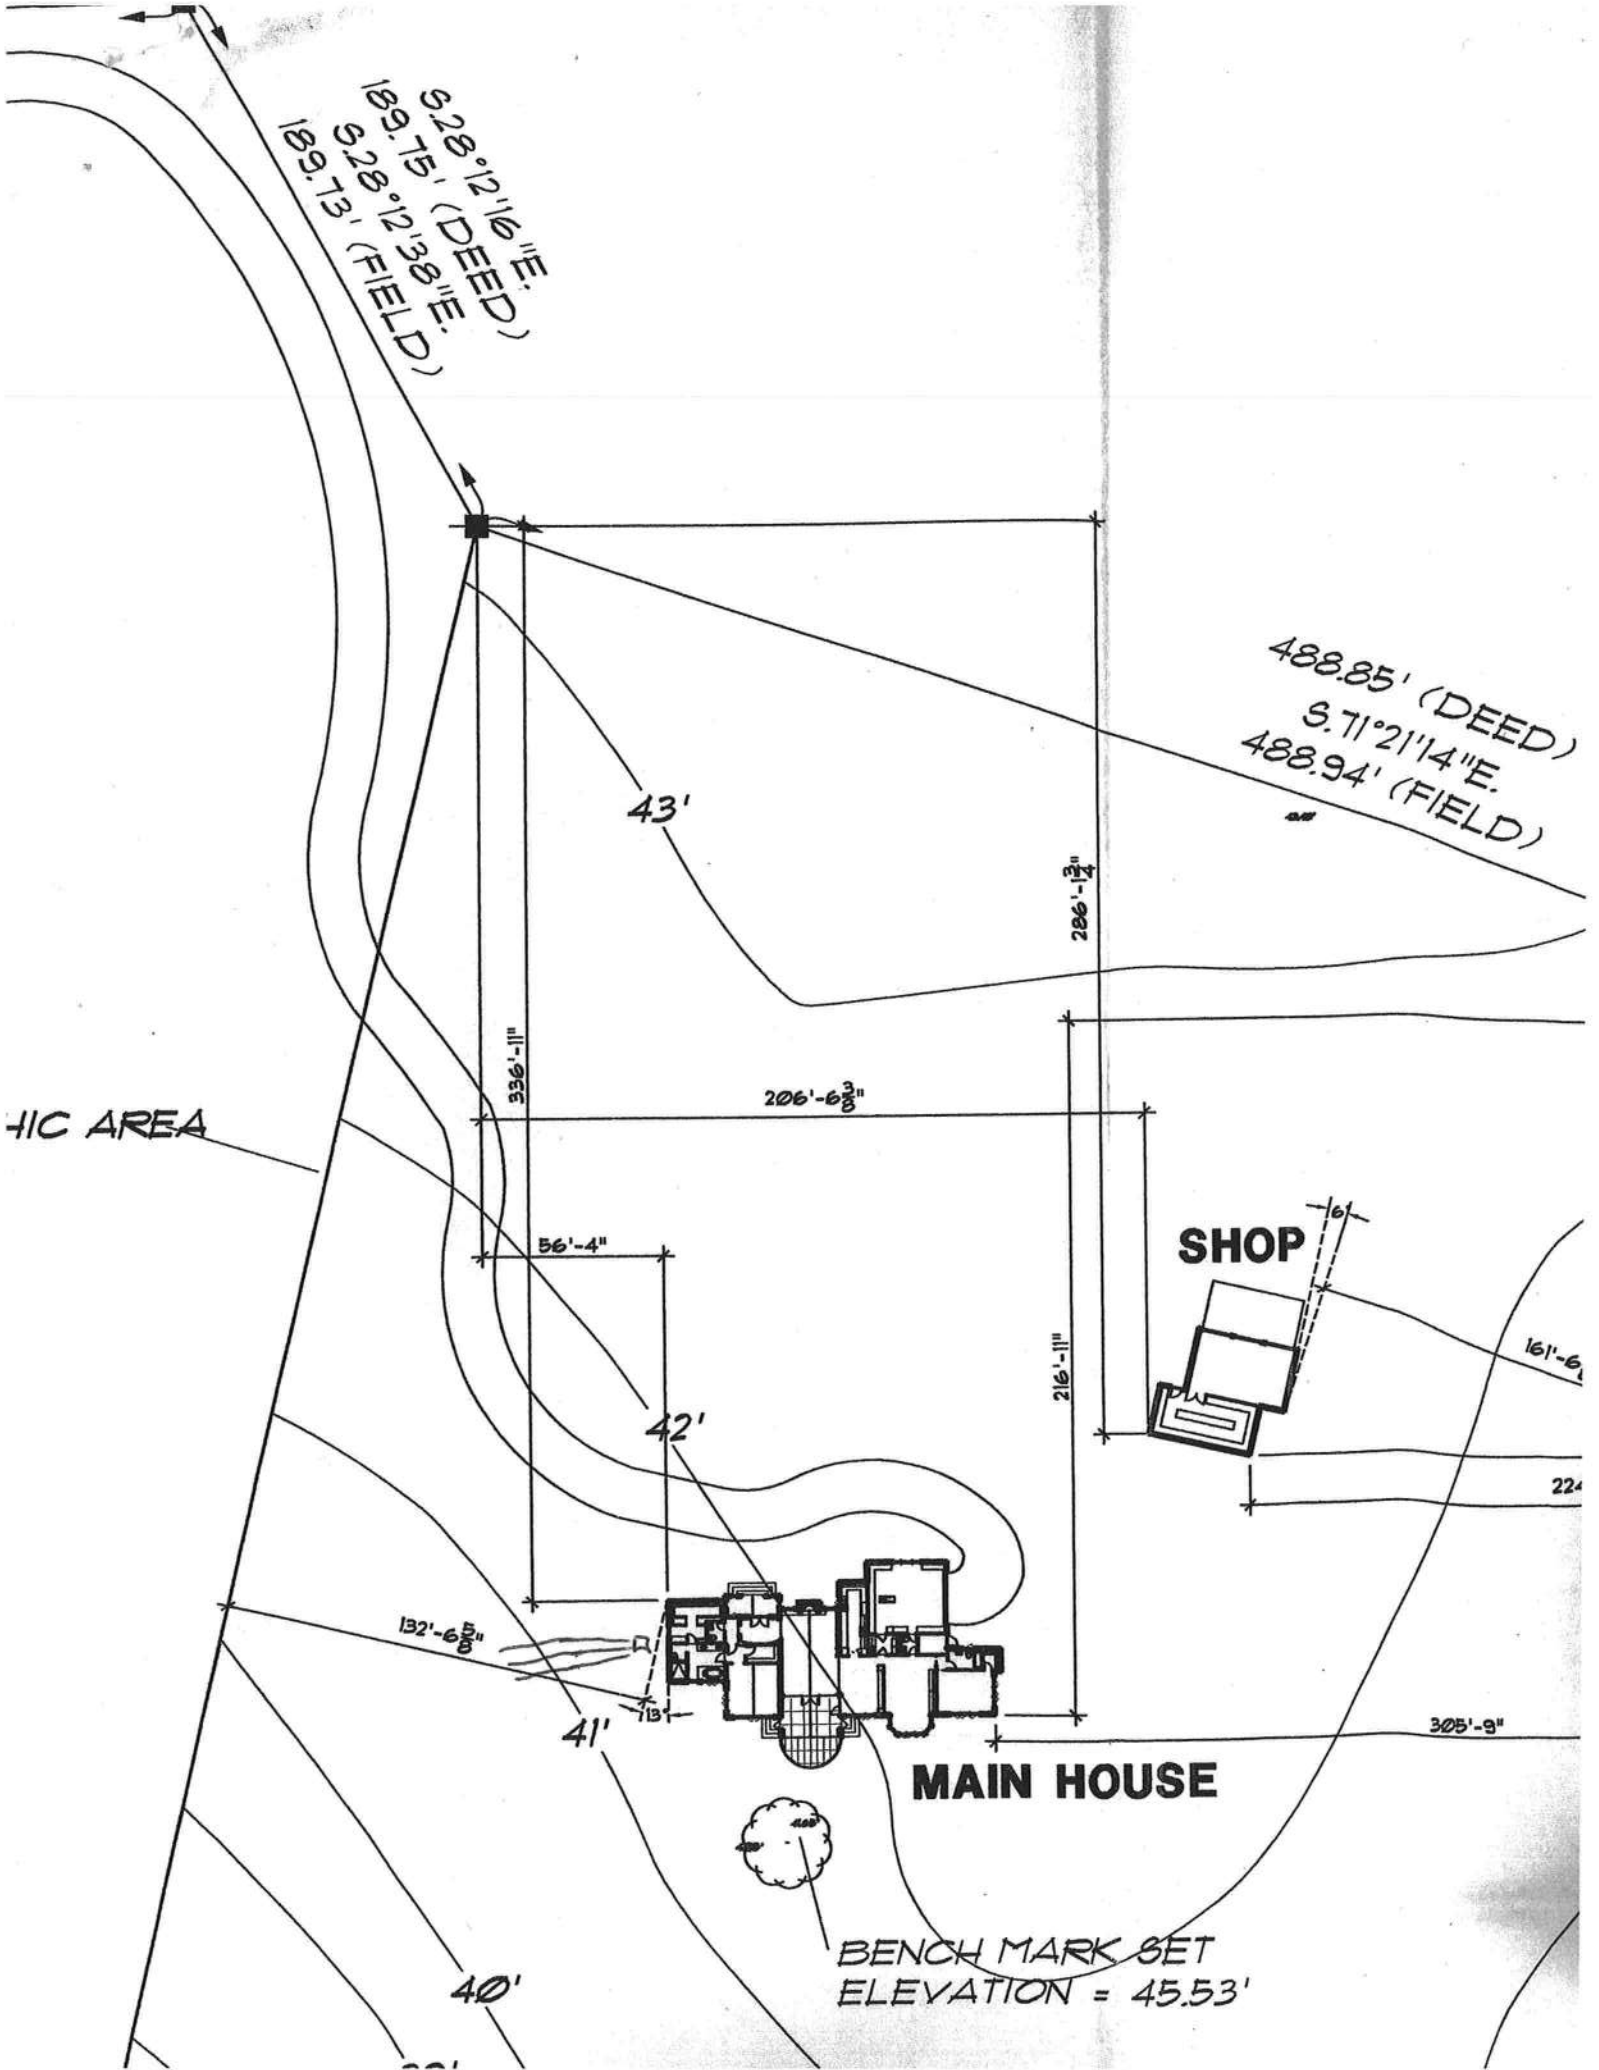 S.28°12'16"E.
189.75' (DEED)
S.28°12'38"E.
189.73' (FIELD)
488.85' (DEED)
S.71°21'14"E.
488.94' (FIELD)
43'
286'-1¾"
336'-11"
206'-6⅜"
HIC AREA
56'-4"
SHOP
6'
161'-6
216'-11"
42'
224
132'-6⅝"
13'
41'
305'-9"
MAIN HOUSE
BENCH MARK SET
ELEVATION = 45.53'
40'